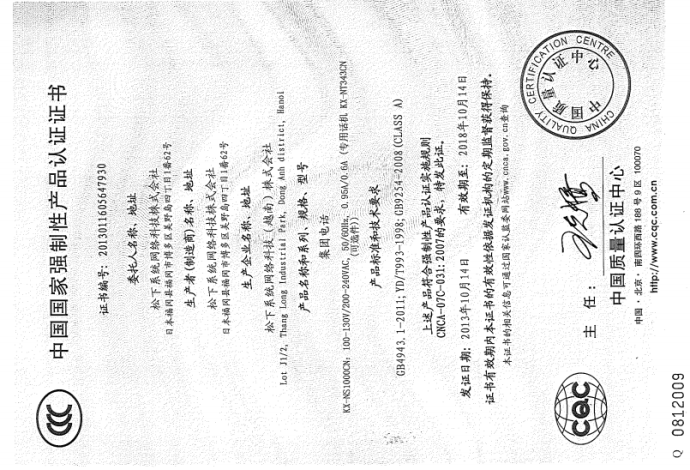 CCC
中国国家强制性产品认证证书
证书编号: 2013011605647930
委托人名称、地址
松下系统网络科技株式会社
日本福冈县福冈市博多区美野岛四丁目1番62号
生产者(制造商)名称、地址
松下系统网络科技株式会社
日本福冈县福冈市博多区美野岛四丁目1番62号
生产企业名称、地址
松下系统网络科技(越南)株式会社
Lot J1/2, Thang Long Industrial Park, Dong Anh district, Hanoi
产品名称和系列、规格、型号
集团电话
KX-NS1000CN: 100-130V/200-240VAC, 50/60Hz, 0.95A/0.6A (专用话机 KX-NT343CN
(可选件))
产品标准和技术要求
GB4943.1-2011; YD/T993-1998; GB9254-2008(CLASS A)
上述产品符合强制性产品认证实施规则
CNCA-07C-031: 2007的要求, 特发此证。
发证日期: 2013年10月14日 有效期至: 2018年10月14日
证书有效期内本证书的有效性依据发证机构的定期监督获得保持。
本证书的相关信息可通过国家认监委网站www.cnca.gov.cn查询
CQC
主 任:
CHINA QUALITY CERTIFICATION CENTRE
中国质量认证中心
中国质量认证中心
中国·北京·南四环西路 188 号 9 区 100070
http://www.cqc.com.cn
Q 0812009